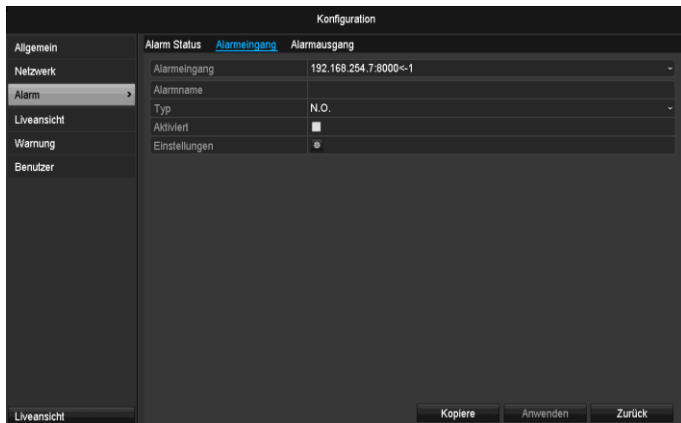 Konfiguration
Allgemein
Netzwerk
Alarm
Liveansicht
Warnung
Benutzer
Liveansicht
Alarm Status Alarmeingang Alarmausgang
Alarmeingang 192.168.254.7:8000<-1
Alarmname
Typ N.O.
Aktiviert
Einstellungen
Kopiere Anwenden Zurück